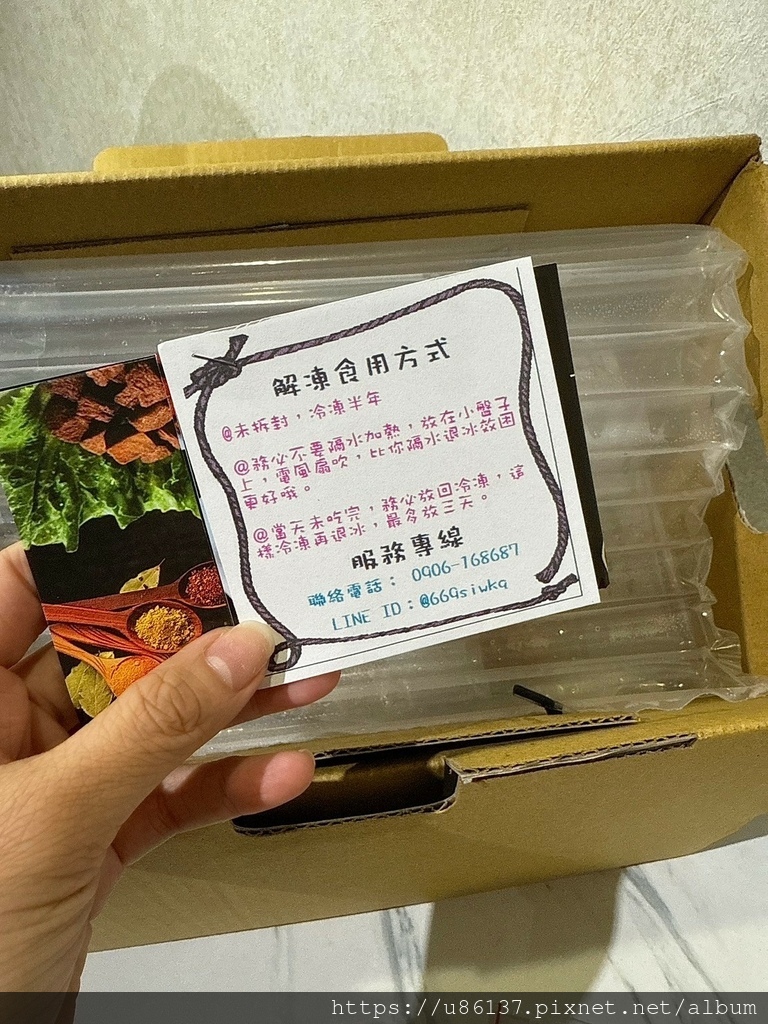 解凍食用方式
@未拆封，冷凍半年
@務必不要隔水加熱，放在小盤子
上，電風扇吹，比你隔水退冰效困
更好哦。
@當天未吃完，務必放回冷凍，這
樣冷凍再退冰，最多放三天。
服務專線
聯絡電話： 0906-168687
LINE ID：@669siwkq
https://u86137.pixnet.net/album